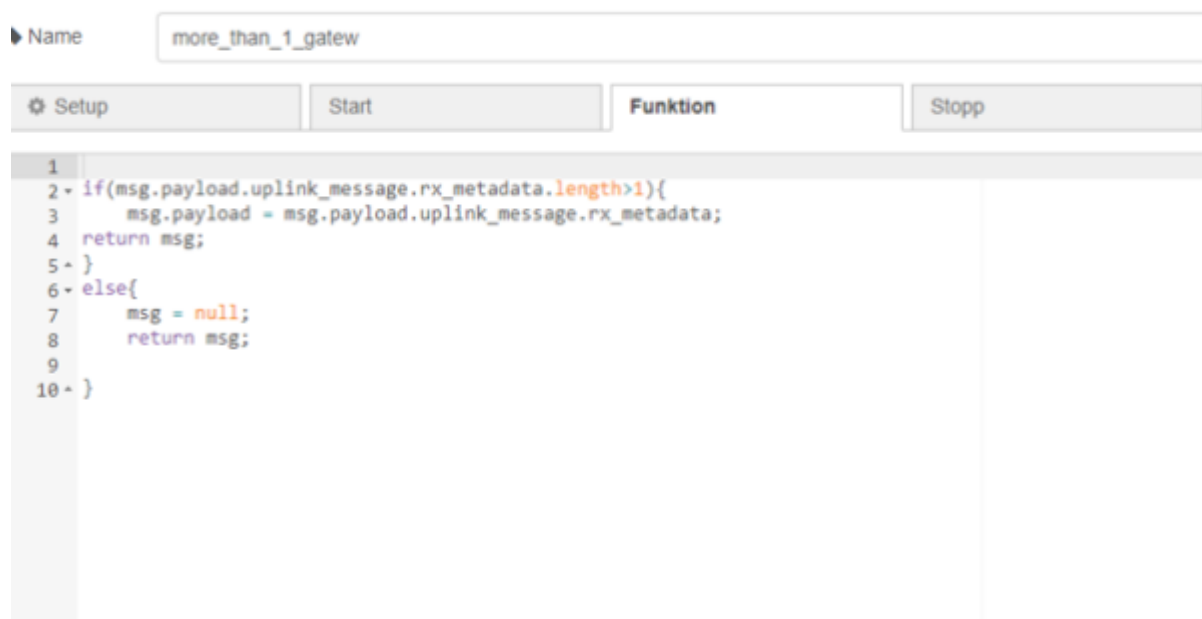 Name more_than_1_gatew
Setup Start Funktion Stopp
1
2 if(msg.payload.uplink_message.rx_metadata.length>1){
3     msg.payload = msg.payload.uplink_message.rx_metadata;
4 return msg;
5 }
6 else{
7     msg = null;
8     return msg;
9
10 }